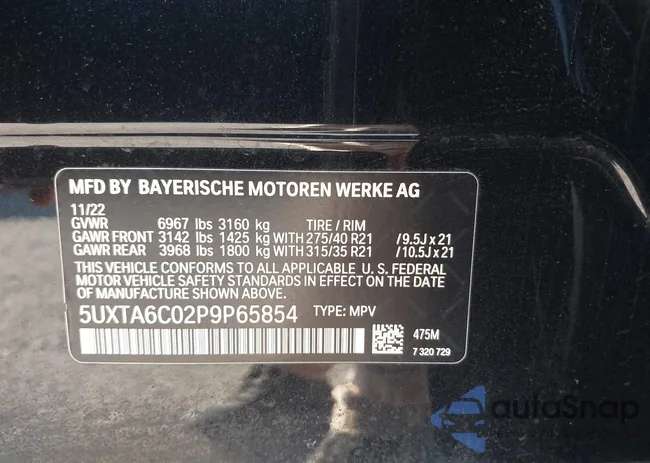 MFD BY BAYERISCHE MOTOREN WERKE AG
11/22
GVWR 6967 lbs 3160 kg TIRE / RIM
GAWR FRONT 3142 lbs 1425 kg WITH 275/40 R21 /9.5J x 21
GAWR REAR 3968 lbs 1800 kg WITH 315/35 R21 /10.5J x 21
THIS VEHICLE CONFORMS TO ALL APPLICABLE U. S. FEDERAL
MOTOR VEHICLE SAFETY STANDARDS IN EFFECT ON THE DATE
OF MANUFACTURE SHOWN ABOVE.
5UXTA6C02P9P65854 TYPE: MPV
475M
7 320 729
autoSnap